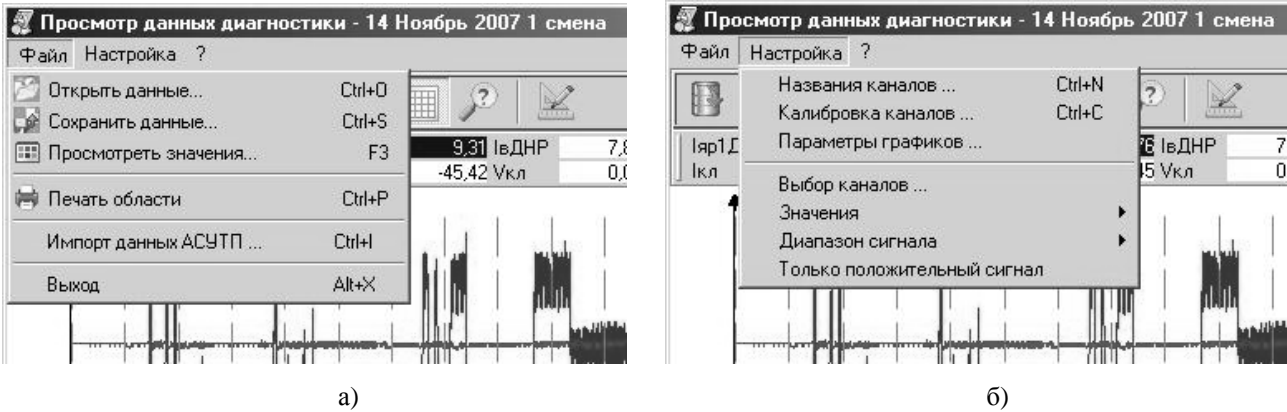 Просмотр данных диагностики - 14 Ноябрь 2007 1 смена
Файл Настройка ?
Открыть данные... Ctrl+O
Сохранить данные... Ctrl+S
Просмотреть значения... F3
Печать области Ctrl+P
Импорт данных АСУТП ... Ctrl+I
Выход Alt+X
9,31 IвДНР
-45,42 Vкл
а)
Просмотр данных диагностики - 14 Ноябрь 2007 1 смена
Файл Настройка ?
Названия каналов ... Ctrl+N
Калибровка каналов ... Ctrl+C
Параметры графиков ...
Выбор каналов ...
Значения
Диапазон сигнала
Только положительный сигнал
IвДНР
Iкл Vкл
б)